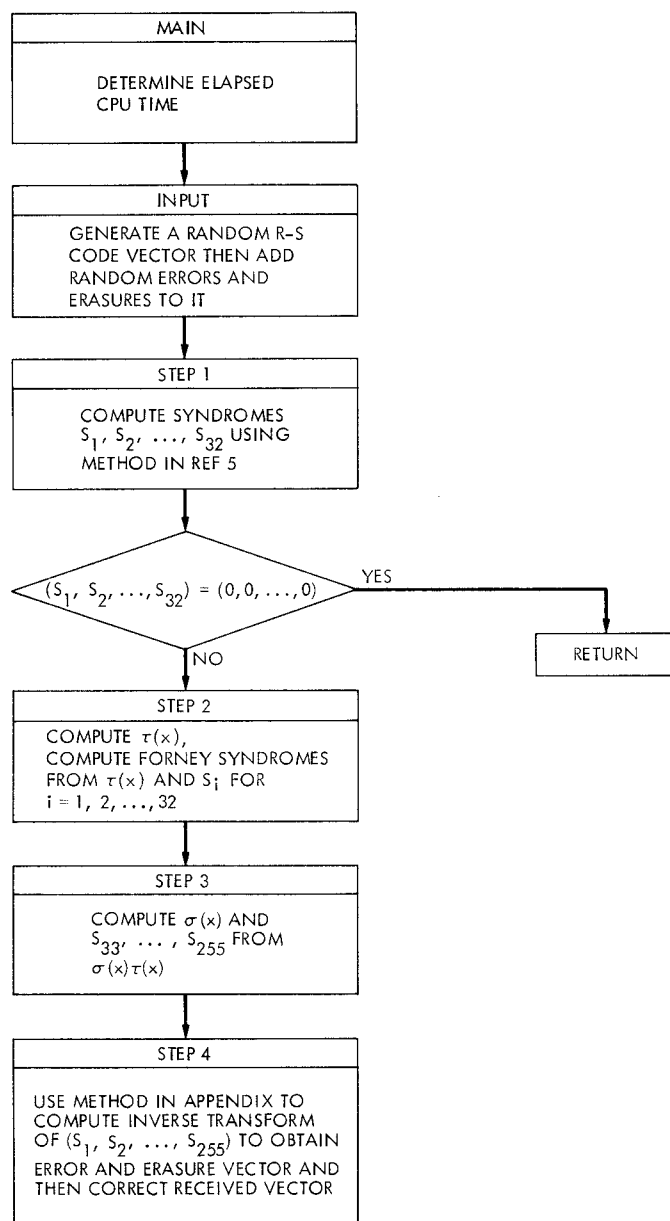 MAIN
DETERMINE ELAPSED
CPU TIME
INPUT
GENERATE A RANDOM R-S
CODE VECTOR THEN ADD
RANDOM ERRORS AND
ERASURES TO IT
STEP 1
COMPUTE SYNDROMES
S₁, S₂, ..., S₃₂ USING
METHOD IN REF 5
(S₁, S₂, ..., S₃₂) = (0,0, ...,0)
YES
RETURN
NO
STEP 2
COMPUTE τ(x),
COMPUTE FORNEY SYNDROMES
FROM τ(x) AND Sᵢ FOR
i = 1, 2, ..., 32
STEP 3
COMPUTE σ(x) AND
S₃₃, ..., S₂₅₅ FROM
σ(x)τ(x)
STEP 4
USE METHOD IN APPENDIX TO
COMPUTE INVERSE TRANSFORM
OF (S₁, S₂, ..., S₂₅₅) TO OBTAIN
ERROR AND ERASURE VECTOR AND
THEN CORRECT RECEIVED VECTOR